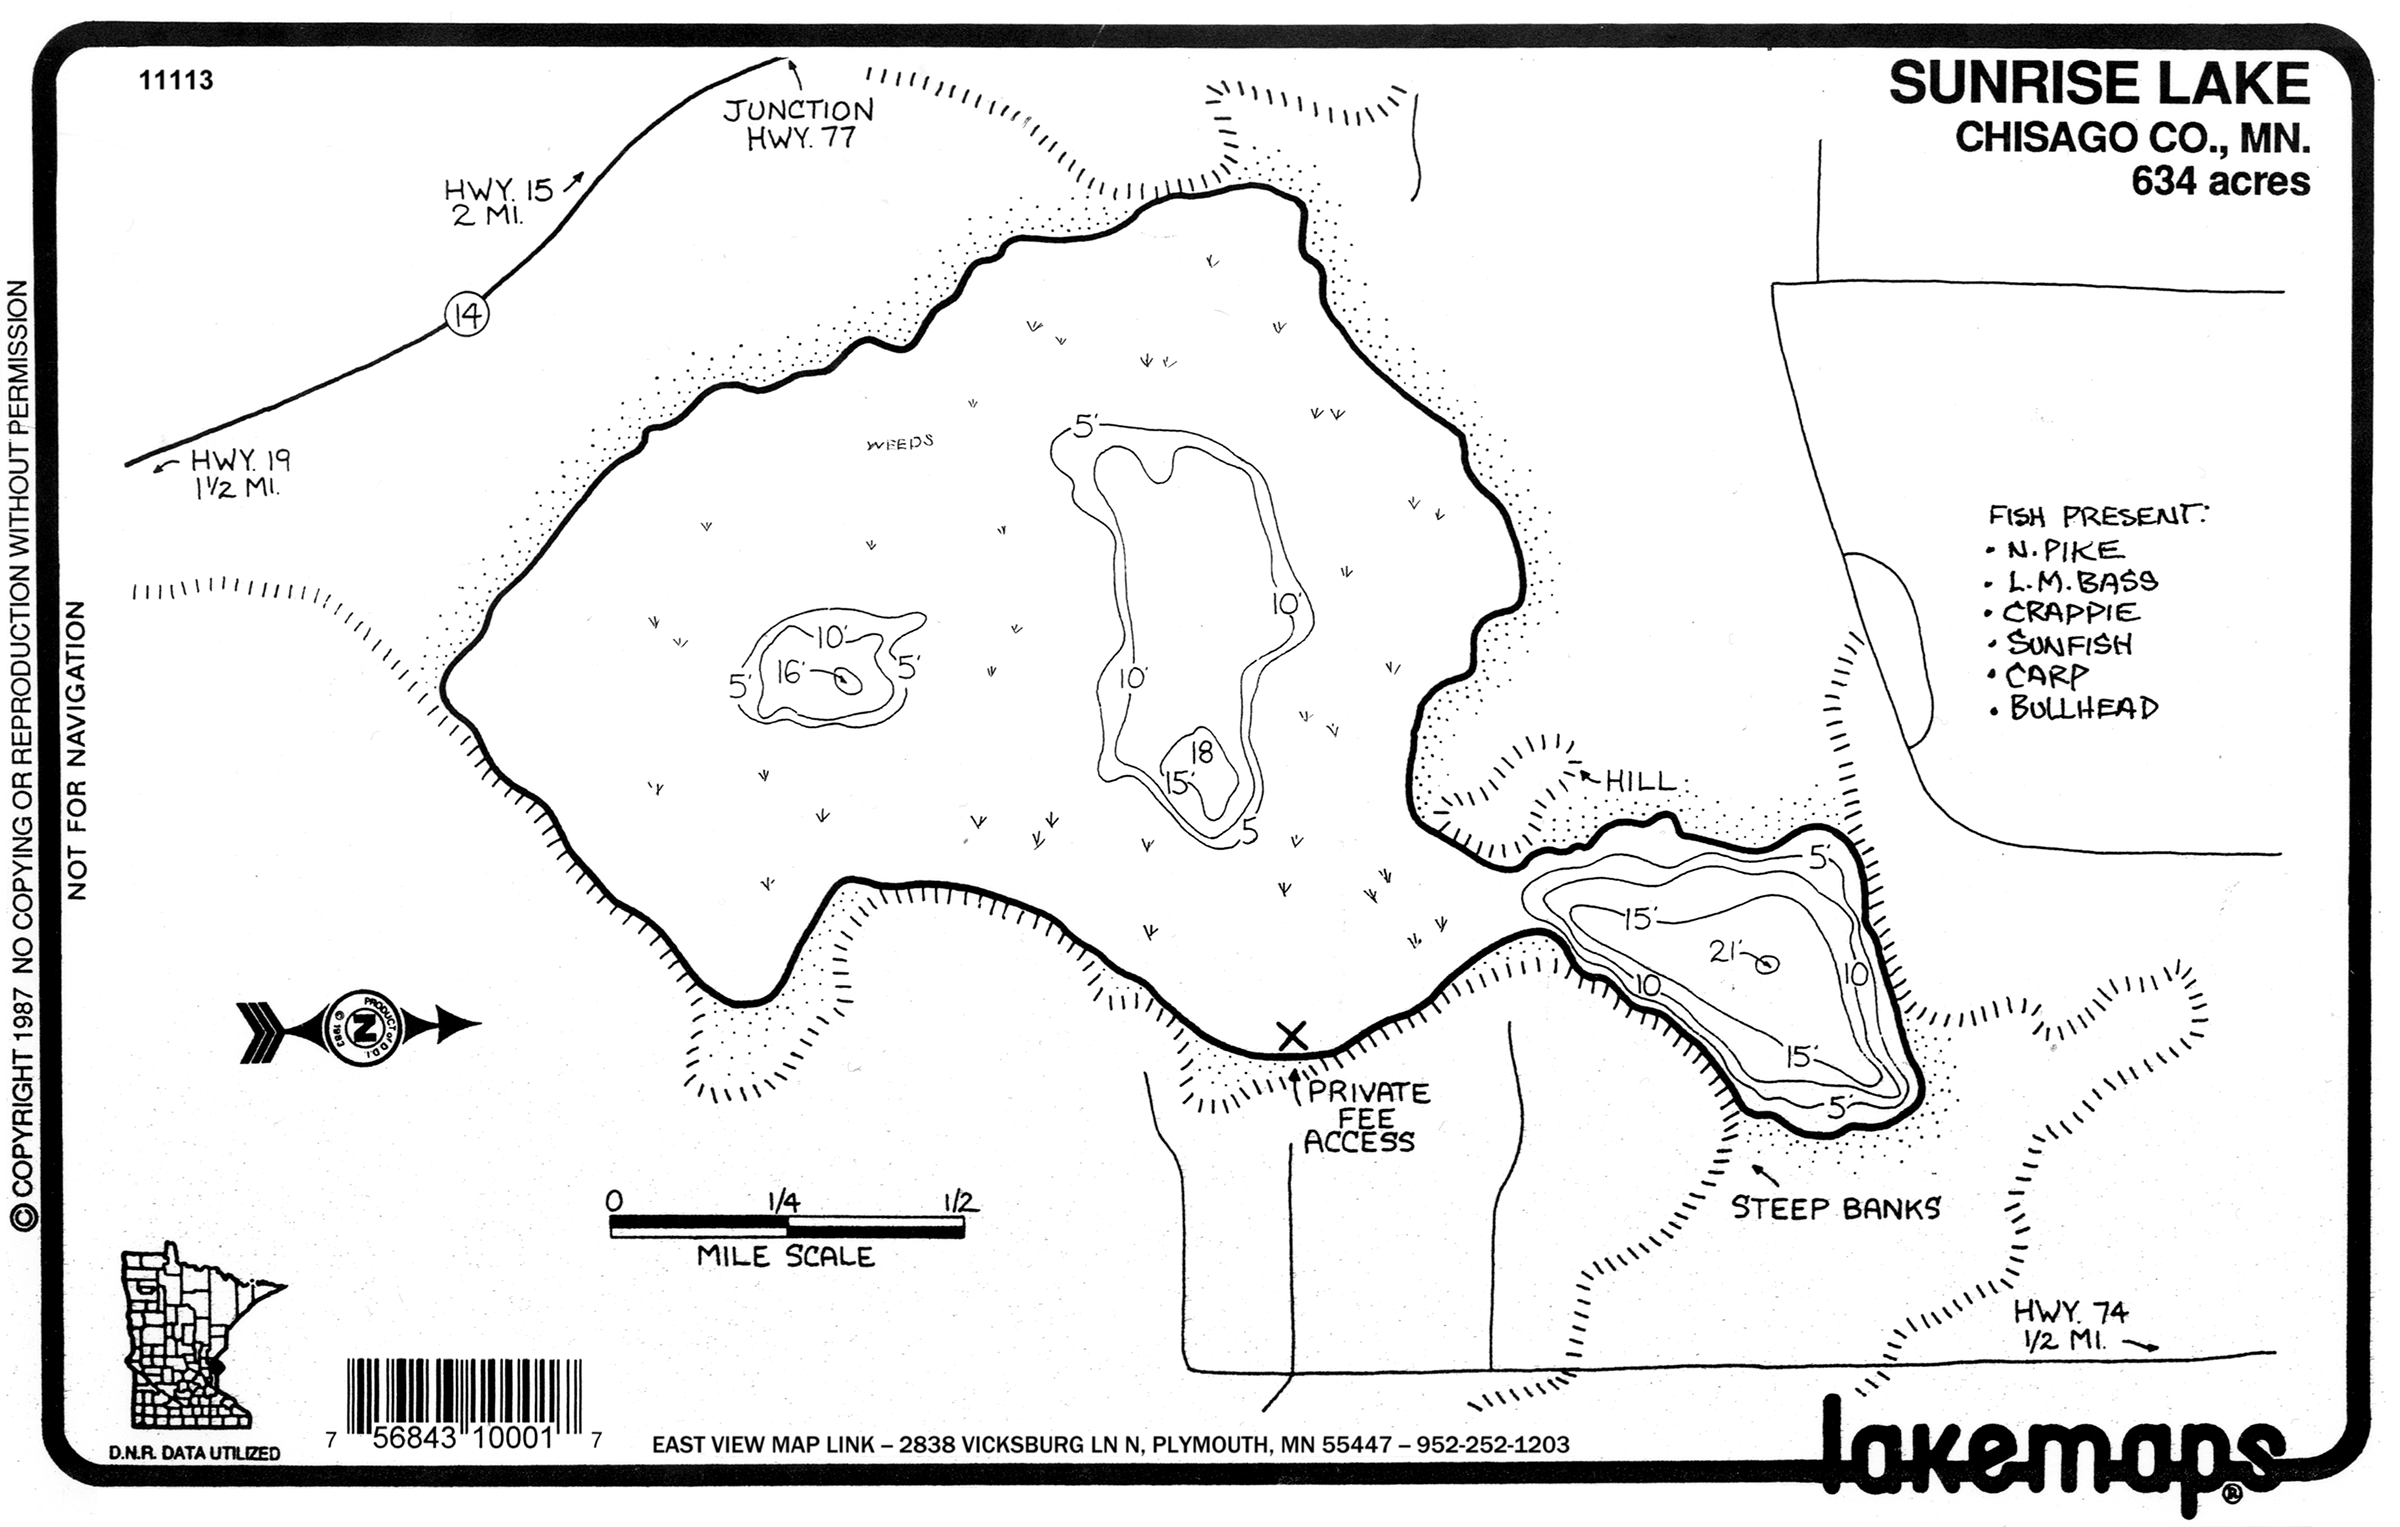 11113
SUNRISE LAKE
CHISAGO CO., MN.
634 acres
JUNCTION
HWY. 77
HWY. 15
2 MI.
14
HWY. 19
1 1/2 MI.
WEEDS
5'
10'
10'
18
15'
5
10'
16'
5'
5'
FISH PRESENT:
• N. PIKE
• L.M. BASS
• CRAPPIE
• SUNFISH
• CARP
• BULLHEAD
HILL
5'
15'
21'
10
10
15'
5'
PRIVATE
FEE
ACCESS
STEEP BANKS
HWY. 74
1/2 MI.
N
PRODUCT of D.D.I.
© 1983
0 1/4 1/2
MILE SCALE
D.N.R. DATA UTILIZED
7 56843 10001 7
EAST VIEW MAP LINK – 2838 VICKSBURG LN N, PLYMOUTH, MN 55447 – 952-252-1203
lakemaps®
© COPYRIGHT 1987 NO COPYING OR REPRODUCTION WITHOUT PERMISSION
NOT FOR NAVIGATION